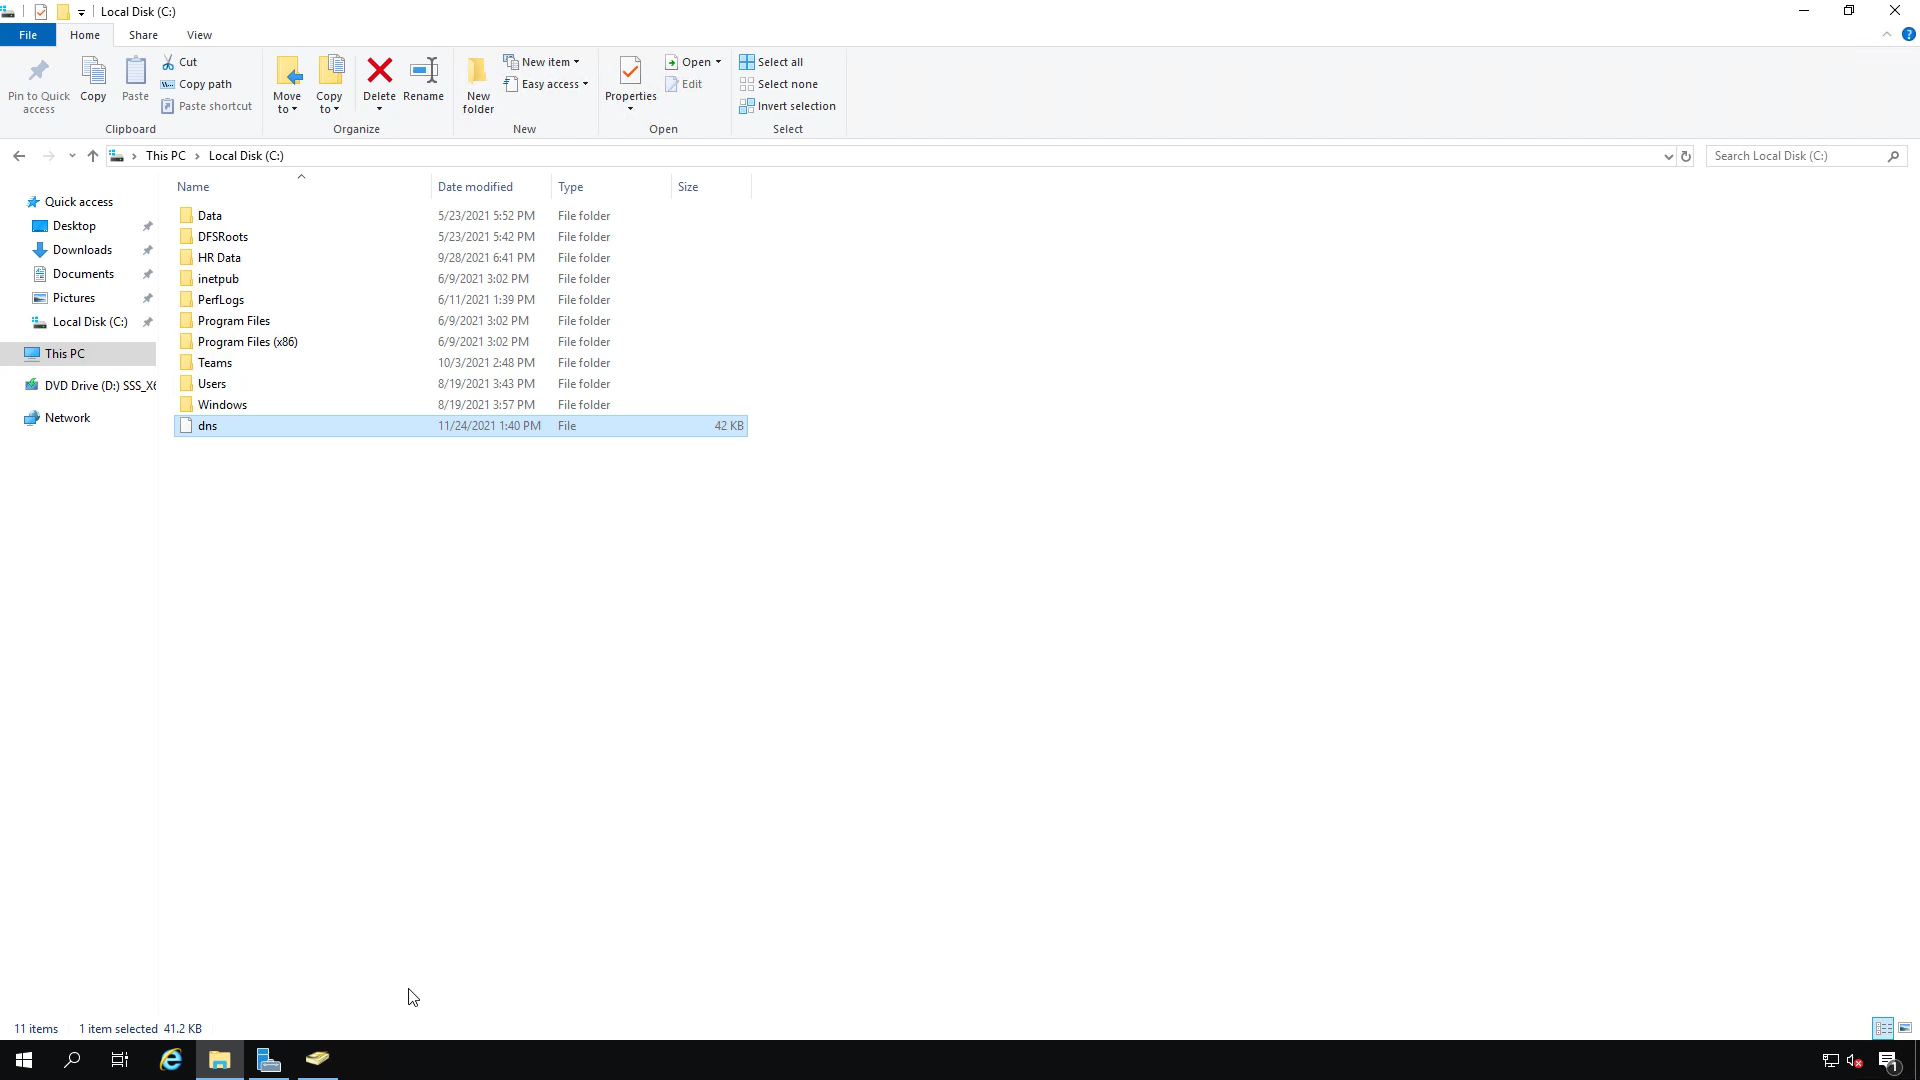 Local Disk (C:)
File Home Share View
Pin to Quick access
Copy
Paste
Cut
Copy path
Paste shortcut
Clipboard
Move to
Copy to
Delete
Rename
Organize
New folder
New item
Easy access
New
Properties
Open
Edit
Open
Select all
Select none
Invert selection
Select
This PC Local Disk (C:)
Search Local Disk (C:)
Quick access
Desktop
Downloads
Documents
Pictures
Local Disk (C:)
This PC
DVD Drive (D:) SSS_X6
Network
Name Date modified Type Size
Data 5/23/2021 5:52 PM File folder
DFSRoots 5/23/2021 5:42 PM File folder
HR Data 9/28/2021 6:41 PM File folder
inetpub 6/9/2021 3:02 PM File folder
PerfLogs 6/11/2021 1:39 PM File folder
Program Files 6/9/2021 3:02 PM File folder
Program Files (x86) 6/9/2021 3:02 PM File folder
Teams 10/3/2021 2:48 PM File folder
Users 8/19/2021 3:43 PM File folder
Windows 8/19/2021 3:57 PM File folder
dns 11/24/2021 1:40 PM File 42 KB
11 items 1 item selected 41.2 KB
1